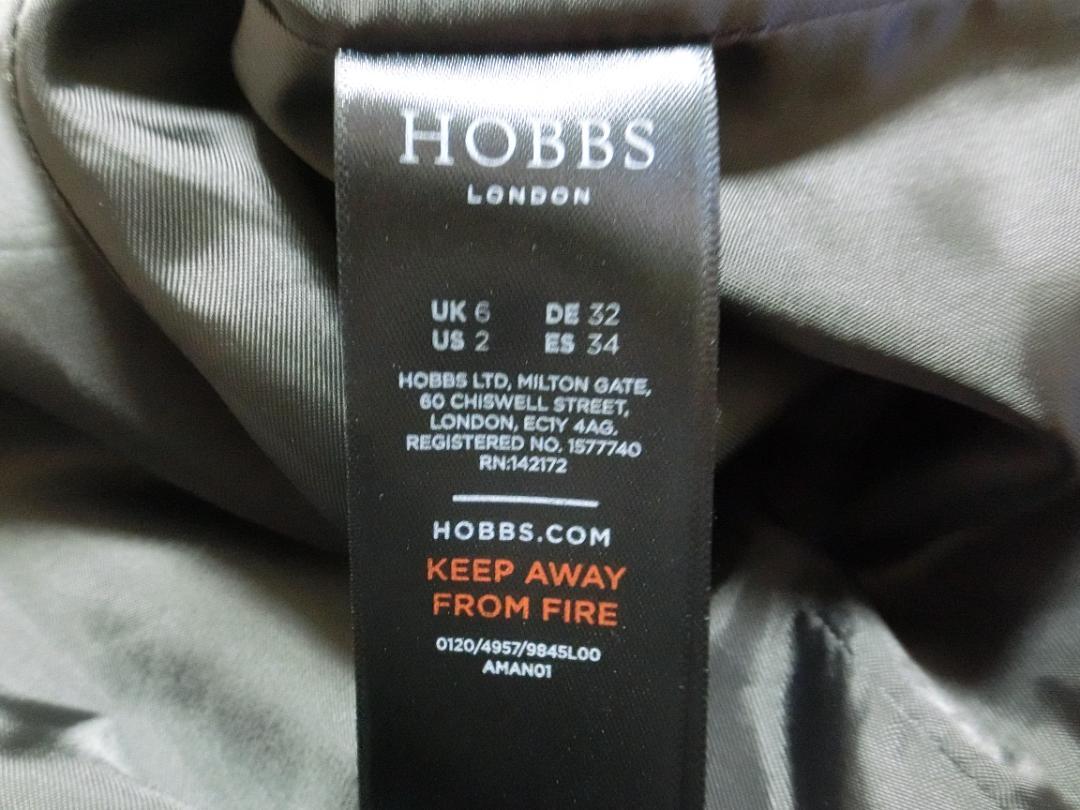 HOBBS
LONDON
UK 6 DE 32
US 2 ES 34
HOBBS LTD, MILTON GATE,
60 CHISWELL STREET,
LONDON, EC1Y 4AG,
REGISTERED NO. 1577740
RN:142172
HOBBS.COM
KEEP AWAY
FROM FIRE
0120/4957/9845L00
AMAN01